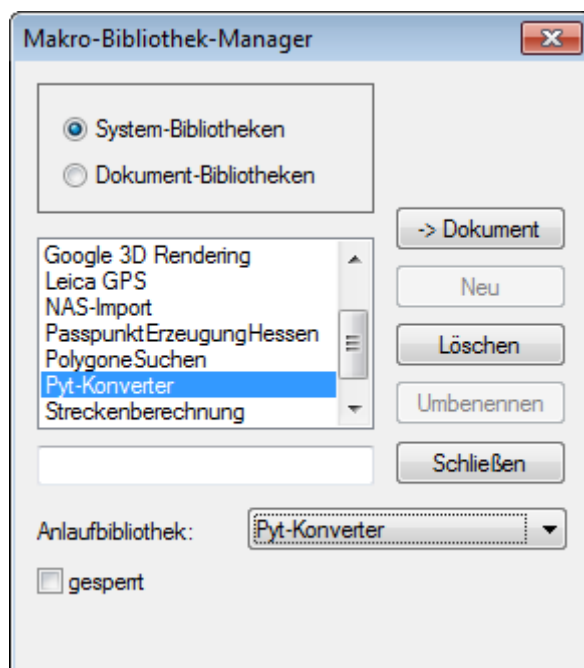 Makro-Bibliothek-Manager
System-Bibliotheken
Dokument-Bibliotheken
-> Dokument
Google 3D Rendering
Leica GPS
NAS-Import
PasspunktErzeugungHessen
PolygoneSuchen
Pyt-Konverter
Streckenberechnung
Neu
Löschen
Umbenennen
Schließen
Anlaufbibliothek:
Pyt-Konverter
gesperrt